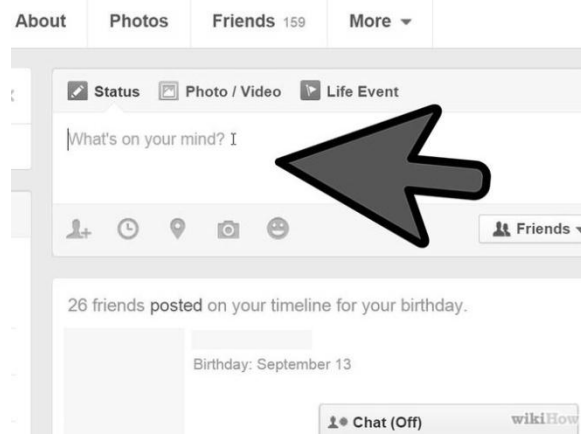 About Photos Friends 159 More
Status Photo / Video Life Event
What's on your mind?
Friends
26 friends posted on your timeline for your birthday.
Birthday: September 13
Chat (Off)
wikiHow